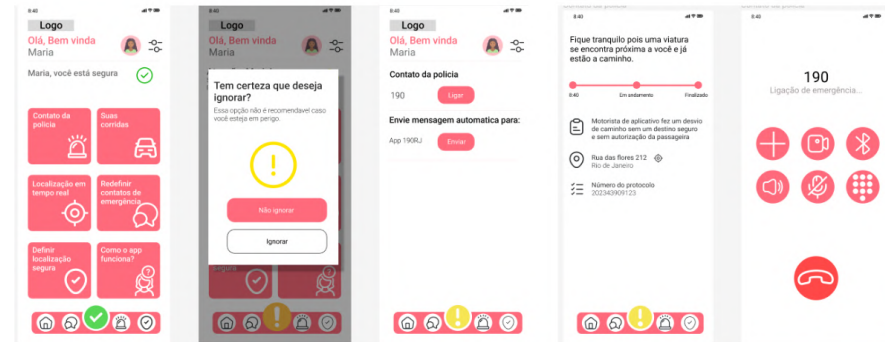 8:40
Logo
Olá, Bem vinda
Maria
Maria, você está segura
Contato da
polícia
Suas
corridas
Localização em
tempo real
Redefinir
contatos de
emergência
Definir
localização
segura
Como o app
funciona?
8:40
Logo
Olá, Bem vinda
Maria
Tem certeza que deseja
ignorar?
Essa opção não é recomendavel caso
você esteja em perigo.
Não ignorar
Ignorar
segura
8:40
Logo
Olá, Bem vinda
Maria
Contato da policia
190
Ligar
Envie mensagem automatica para:
App 190RJ
Enviar
8:40
Fique tranquilo pois uma viatura
se encontra próxima a você e já
estão a caminho.
8:40
Em andamento
Finalizado
Motorista de aplicativo fez um desvio
de caminho sem um destino seguro
e sem autorização da passageira
Rua das flores 212
Rio de Janeiro
Número do protocolo
202343909123
8:40
190
Ligação de emergência...